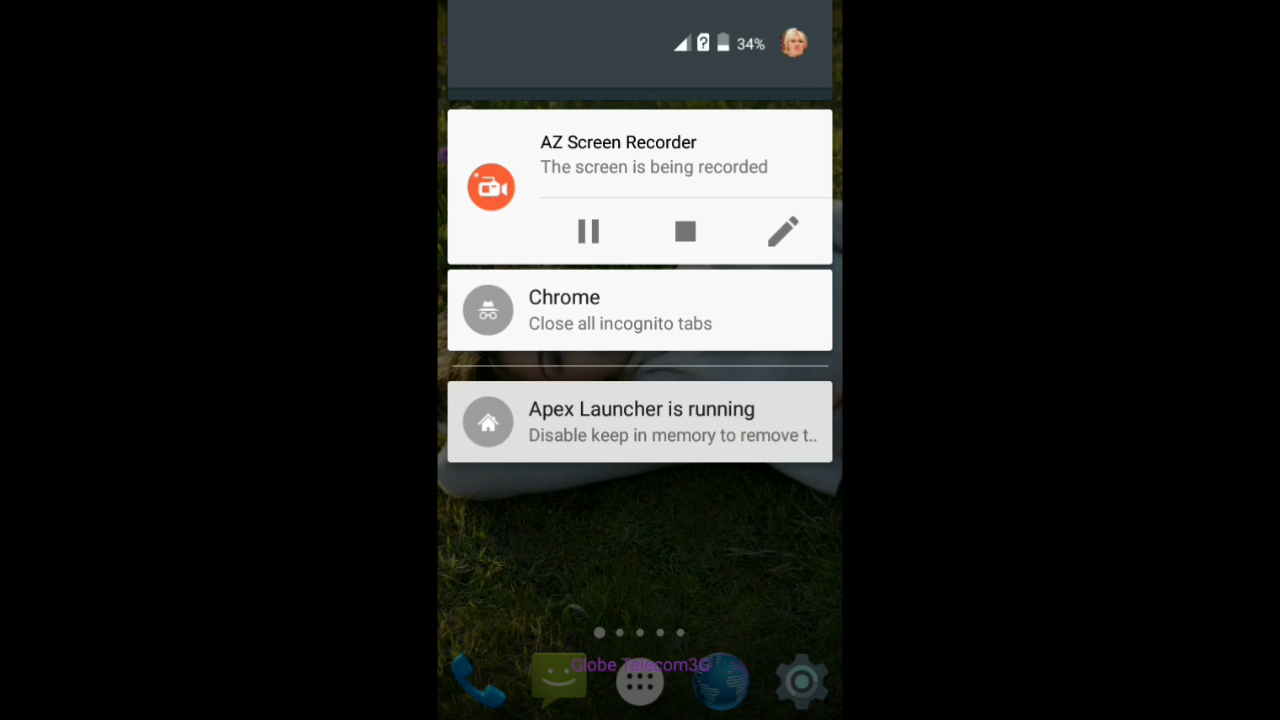 34%
AZ Screen Recorder
The screen is being recorded
Chrome
Close all incognito tabs
Apex Launcher is running
Disable keep in memory to remove t..
Globe Telecom3G